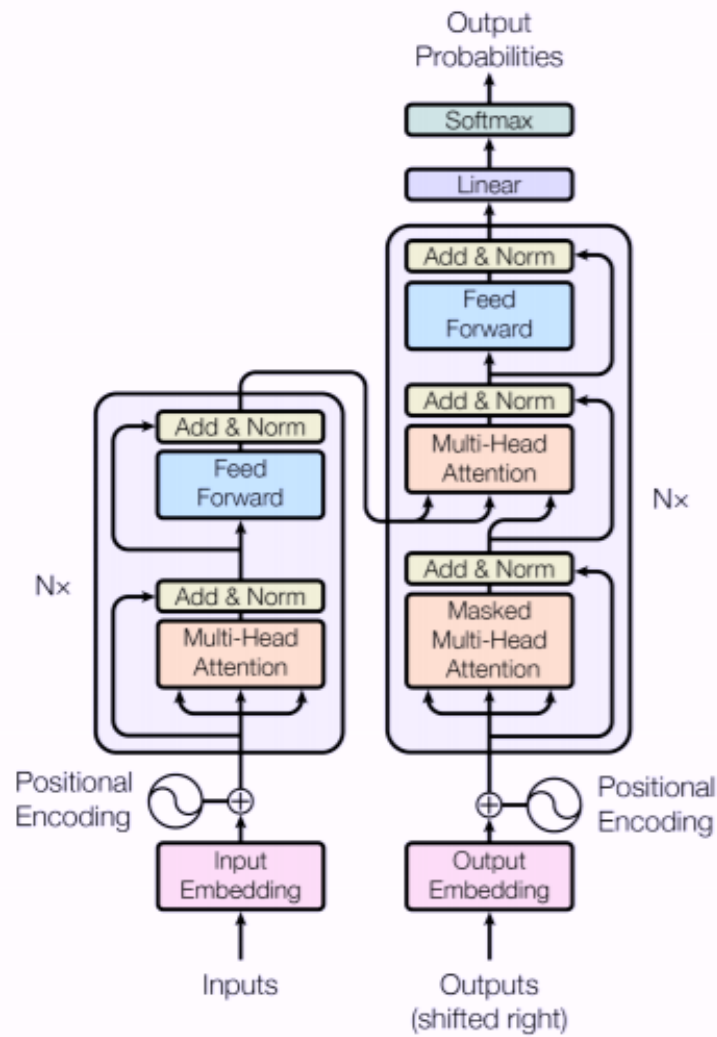 Output
Probabilities
Softmax
Linear
Add & Norm
Feed
Forward
Add & Norm
Multi-Head
Attention
Add & Norm
Masked
Multi-Head
Attention
Nx
Add & Norm
Feed
Forward
Add & Norm
Multi-Head
Attention
Nx
Positional
Encoding
Positional
Encoding
Input
Embedding
Output
Embedding
Inputs
Outputs
(shifted right)